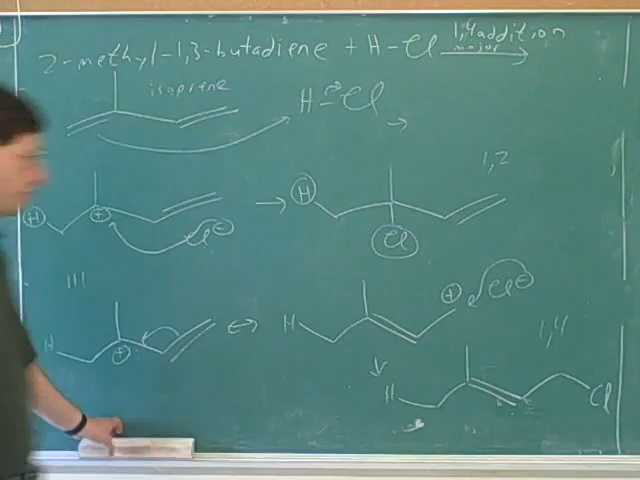 2-methyl-1,3-butadiene + H-Cl
1,4 addition
major
isoprene
H-Cl
H
+
Cl⊖
H
Cl
1,2
H
+
H
+
Cl⊖
1,4
H
Cl